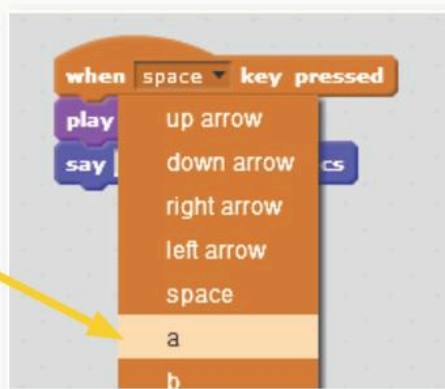 when space key pressed
play
up arrow
say
down arrow
cs
right arrow
left arrow
space
a
b